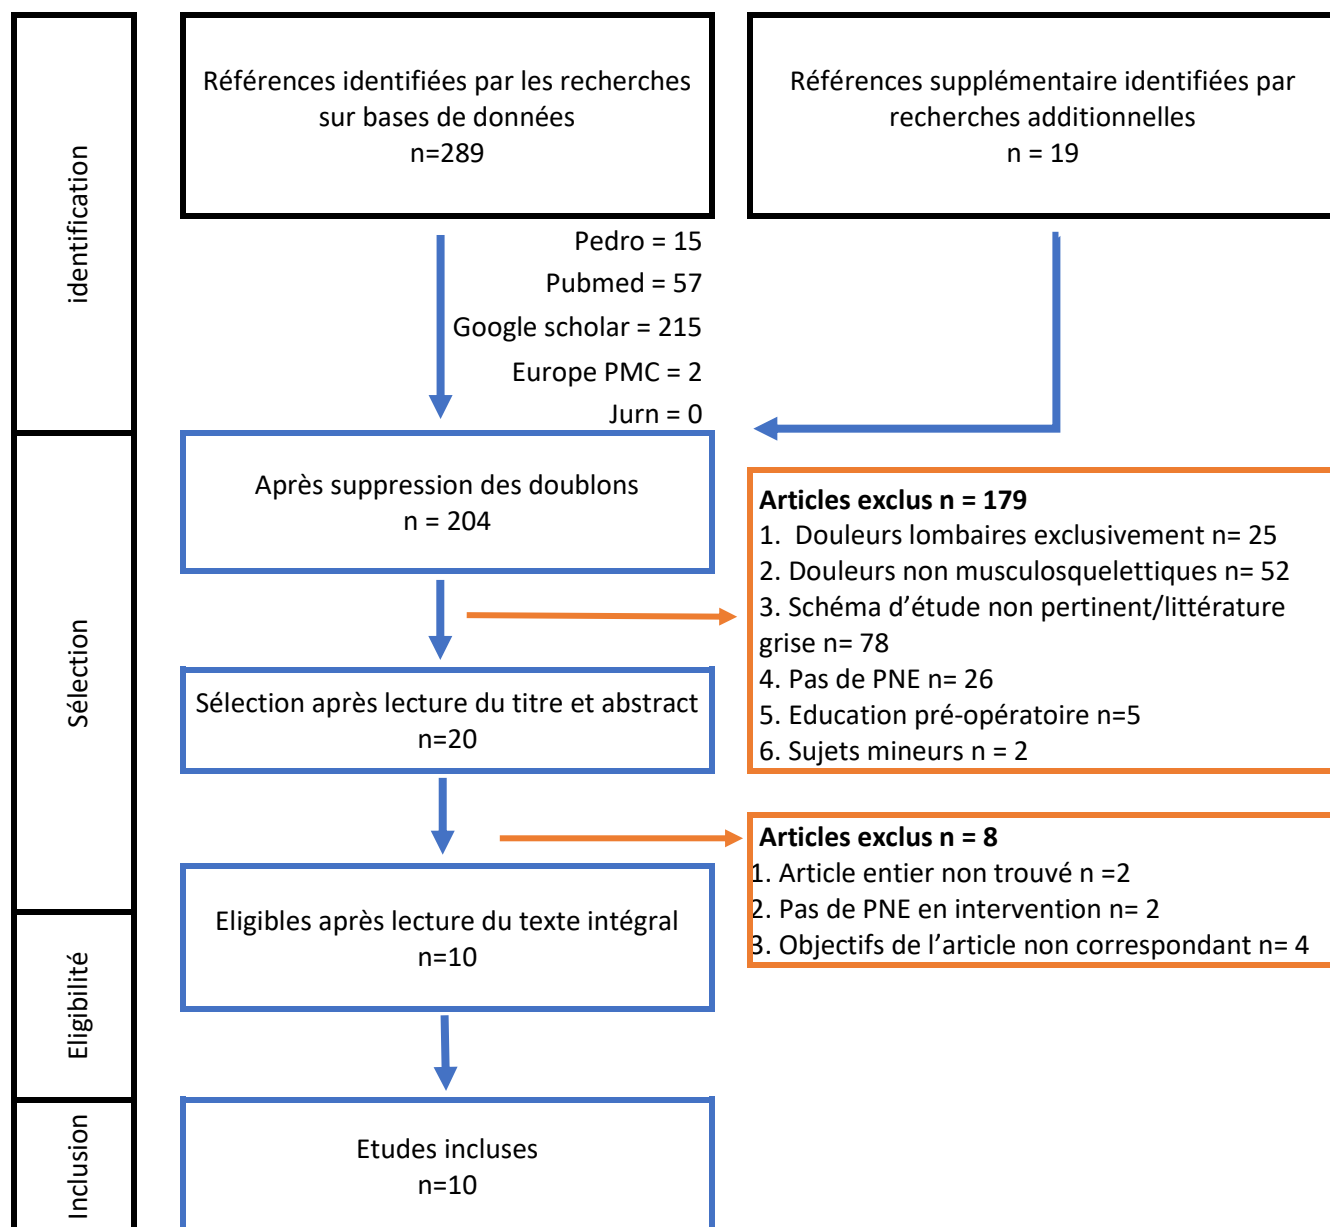 identification
Références identifiées par les recherches
sur bases de données
n=289
Références supplémentaire identifiées par
recherches additionnelles
n = 19
Pedro = 15
Pubmed = 57
Google scholar = 215
Europe PMC = 2
Jurn = 0
Sélection
Après suppression des doublons
n = 204
Articles exclus n = 179
1. Douleurs lombaires exclusivement n= 25
2. Douleurs non musculosquelettiques n= 52
3. Schéma d’étude non pertinent/littérature
grise n= 78
4. Pas de PNE n= 26
5. Education pré-opératoire n=5
6. Sujets mineurs n = 2
Sélection après lecture du titre et abstract
n=20
Articles exclus n = 8
1. Article entier non trouvé n =2
2. Pas de PNE en intervention n= 2
3. Objectifs de l’article non correspondant n= 4
Eligibilité
Eligibles après lecture du texte intégral
n=10
Inclusion
Etudes incluses
n=10